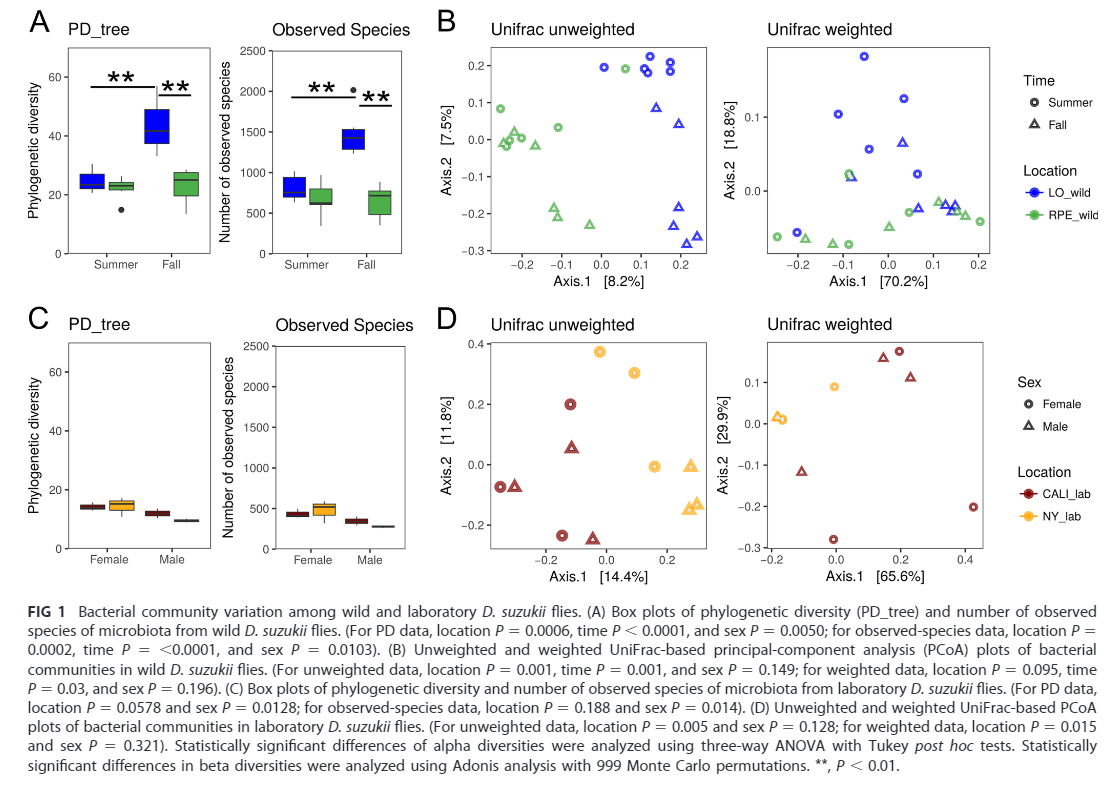 A
PD_tree
Observed Species
Phylogenetic diversity
60
40
20
0
**
**
Summer
Fall
Number of observed species
2500
2000
1500
1000
500
0
**
**
Summer
Fall
B
Unifrac unweighted
Unifrac weighted
Axis.2 [7.5%]
0.2
0.1
0.0
−0.1
−0.2
−0.3
−0.2
−0.1
0.0
0.1
0.2
Axis.1 [8.2%]
Axis.2 [18.8%]
0.1
0.0
−0.2
−0.1
0.0
0.1
0.2
Axis.1 [70.2%]
Time
Summer
Fall
Location
LO_wild
RPE_wild
C
PD_tree
Observed Species
Phylogenetic diversity
60
40
20
0
Female
Male
Number of observed species
2500
2000
1500
1000
500
0
Female
Male
D
Unifrac unweighted
Unifrac weighted
Axis.2 [11.8%]
0.4
0.2
0.0
−0.2
−0.2
0.0
0.2
Axis.1 [14.4%]
Axis.2 [29.9%]
0.1
0.0
−0.1
−0.2
−0.3
−0.2
0.0
0.2
0.4
Axis.1 [65.6%]
Sex
Female
Male
Location
CALI_lab
NY_lab
FIG 1 Bacterial community variation among wild and laboratory D. suzukii flies. (A) Box plots of phylogenetic diversity (PD_tree) and number of observed
species of microbiota from wild D. suzukii flies. (For PD data, location P = 0.0006, time P < 0.0001, and sex P = 0.0050; for observed-species data, location P =
0.0002, time P = <0.0001, and sex P = 0.0103). (B) Unweighted and weighted UniFrac-based principal-component analysis (PCoA) plots of bacterial
communities in wild D. suzukii flies. (For unweighted data, location P = 0.001, time P = 0.001, and sex P = 0.149; for weighted data, location P = 0.095, time
P = 0.03, and sex P = 0.196). (C) Box plots of phylogenetic diversity and number of observed species of microbiota from laboratory D. suzukii flies. (For PD data,
location P = 0.0578 and sex P = 0.0128; for observed-species data, location P = 0.188 and sex P = 0.014). (D) Unweighted and weighted UniFrac-based PCoA
plots of bacterial communities in laboratory D. suzukii flies. (For unweighted data, location P = 0.005 and sex P = 0.128; for weighted data, location P = 0.015
and sex P = 0.321). Statistically significant differences of alpha diversities were analyzed using three-way ANOVA with Tukey post hoc tests. Statistically
significant differences in beta diversities were analyzed using Adonis analysis with 999 Monte Carlo permutations. **, P < 0.01.